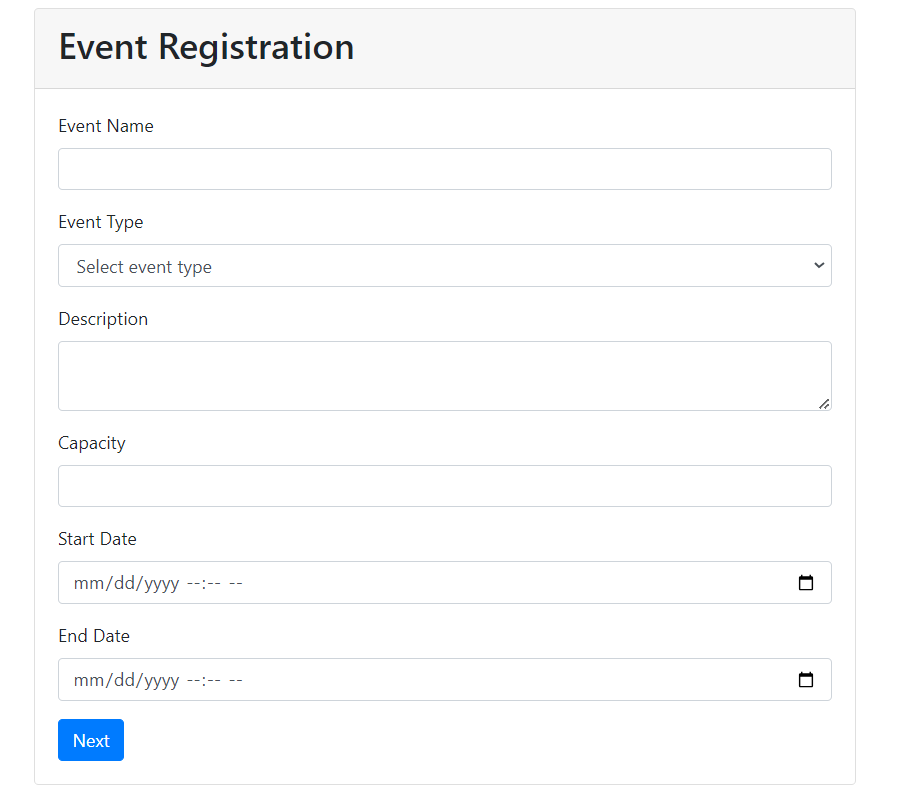 Event Registration
Event Name
Event Type
Select event type
Description
Capacity
Start Date
mm/dd/yyyy --:-- --
End Date
mm/dd/yyyy --:-- --
Next